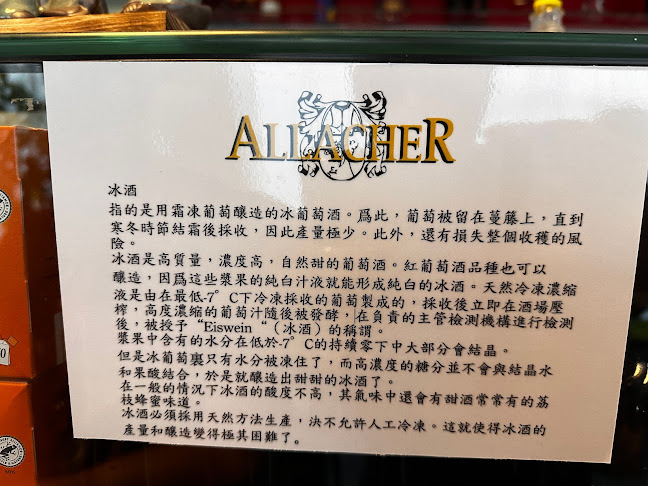 ALLACHER
冰酒
指的是用霜凍葡萄釀造的冰葡萄酒。爲此,葡萄被留在蔓藤上,直到
寒冬時節結霜後採收,因此產量極少。此外,還有損失整個收穫的風
險。
冰酒是高質量,濃度高,自然甜的葡萄酒。紅葡萄酒品種也可以
釀造,因爲這些漿果的純白汁液就能形成純白的冰酒。天然冷凍濃縮
液是由在最低-7°C下冷凍採收的葡萄製成的,採收後立即在酒場壓
榨,高度濃縮的葡萄汁隨後被發酵,在負責的主管檢測機構進行檢測
後,被授予"Eiswein"(冰酒)的稱謂。
漿果中含有的水分在低於-7°C的持續零下中大部分會結晶。
但是冰葡萄裏只有水分被凍住了,而高濃度的糖分並不會與結晶水
和果酸結合,於是就釀造出甜甜的冰酒了。
在一般的情況下冰酒的酸度不高,其氣味中還會有甜酒常常有的荔
枝蜂蜜味道。
冰酒必須採用天然方法生產,決不允許人工冷凍。這就使得冰酒的
產量和釀造變得極其困難了。